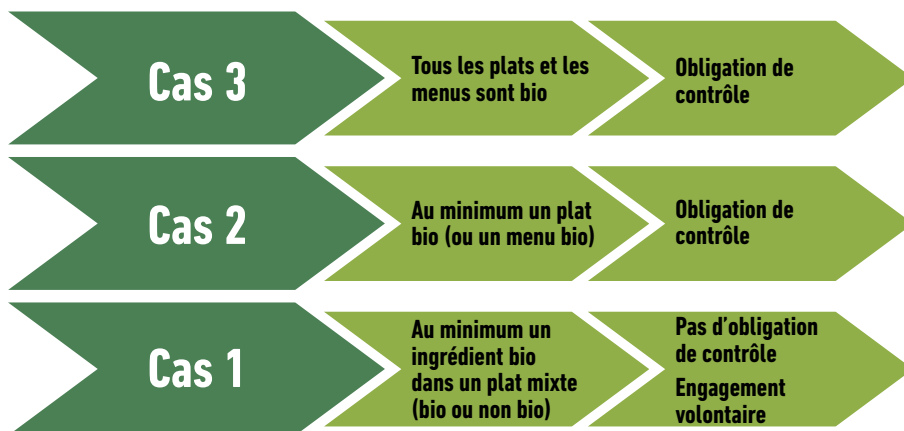 Cas 3
Tous les plats et les
menus sont bio
Obligation de
contrôle
Cas 2
Au minimum un plat
bio (ou un menu bio)
Obligation de
contrôle
Cas 1
Au minimum un
ingrédient bio
dans un plat mixte
(bio ou non bio)
Pas d’obligation
de contrôle
Engagement
volontaire